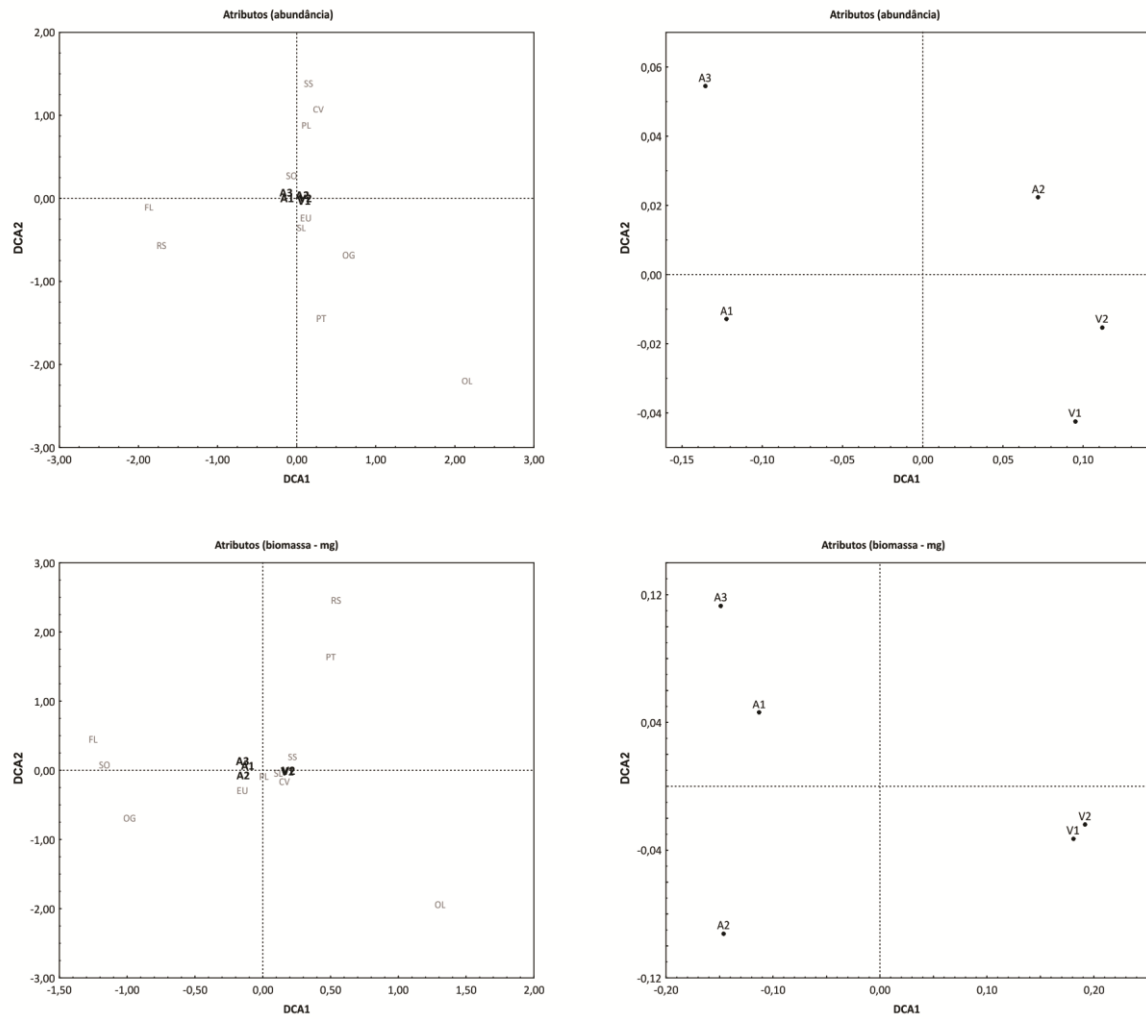 Atributos (abundância)
2,00
1,00
0,00
-1,00
-2,00
-3,00
DCA2
SS
CV
PL
SO
A3
A2
A1
V2
V1
FL
EU
SL
RS
OG
PT
OL
-3,00 -2,00 -1,00 0,00 1,00 2,00 3,00
DCA1
Atributos (abundância)
0,06
0,04
0,02
0,00
-0,02
-0,04
DCA2
A3
A2
A1
V2
V1
-0,15 -0,10 -0,05 0,00 0,05 0,10
DCA1
Atributos (biomassa - mg)
3,00
2,00
1,00
0,00
-1,00
-2,00
-3,00
DCA2
RS
PT
FL
SO
A3
A1
SS
V2
V1
A2
PL
SL
CV
EU
OG
OL
-1,50 -1,00 -0,50 0,00 0,50 1,00 1,50 2,00
DCA1
Atributos (biomassa - mg)
0,12
0,04
-0,04
-0,12
DCA2
A3
A1
V2
V1
A2
-0,20 -0,10 0,00 0,10 0,20
DCA1